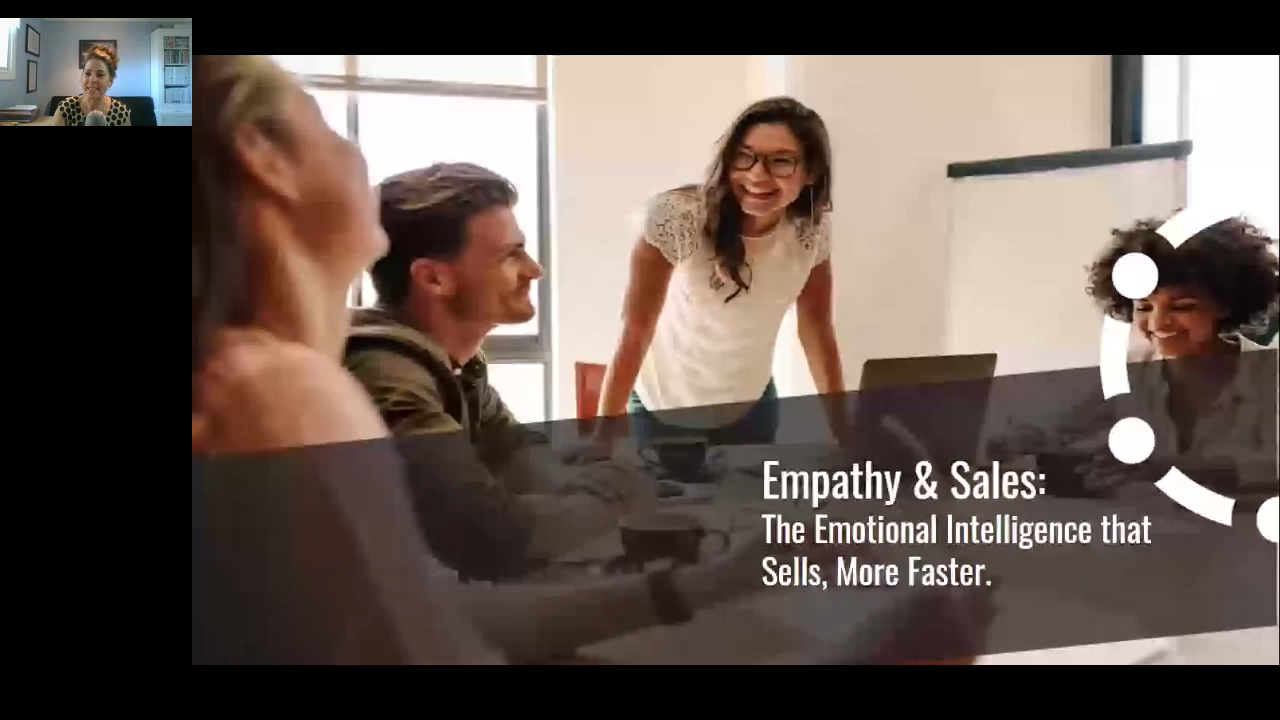 Empathy & Sales:
The Emotional Intelligence that
Sells, More Faster.